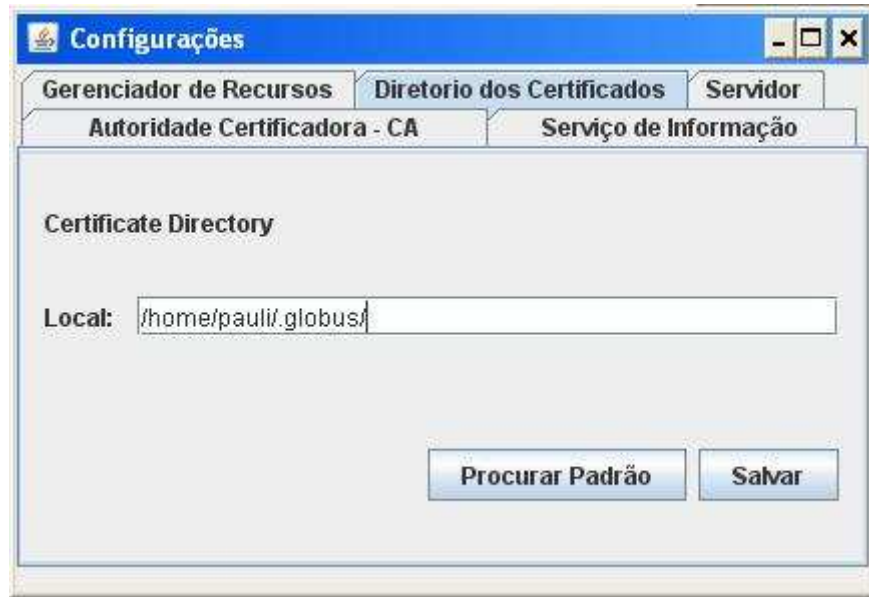 Configurações
Gerenciador de Recursos Diretorio dos Certificados Servidor
Autoridade Certificadora - CA Serviço de Informação
Certificate Directory
Local: /home/pauli/.globus/
Procurar Padrão Salvar